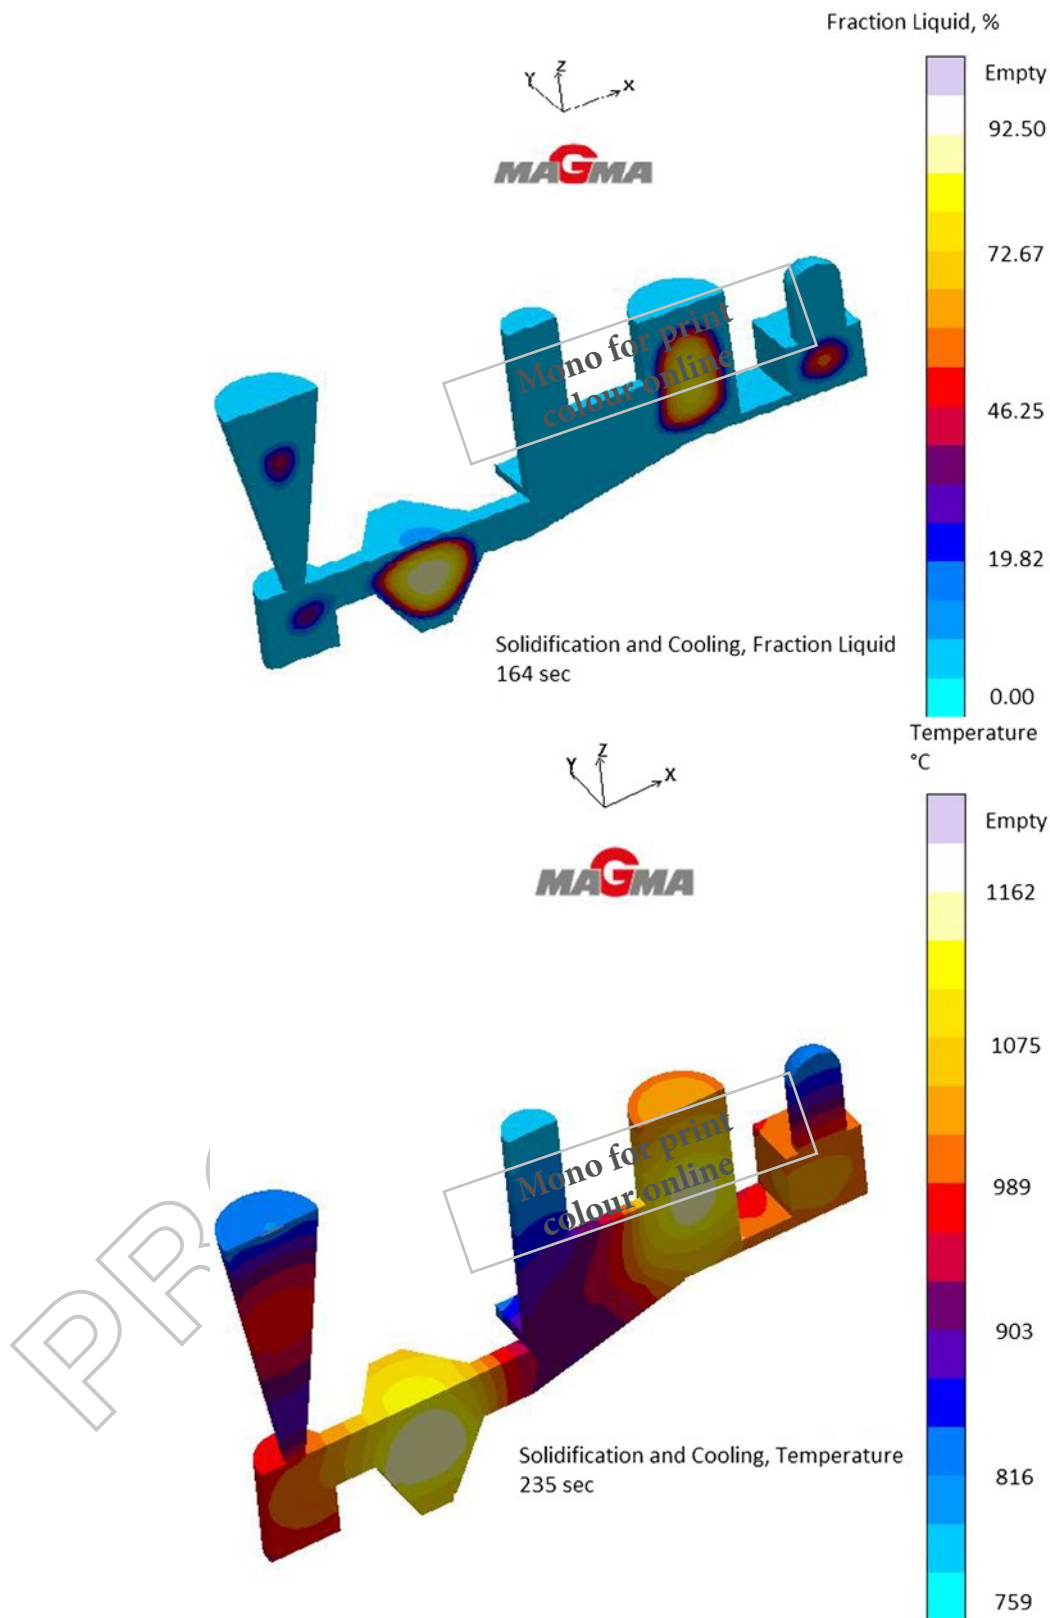 Fraction Liquid, %
Empty
92.50
72.67
46.25
19.82
0.00
Z
Y
X
MAGMA
Mono for print
colour online
Solidification and Cooling, Fraction Liquid
164 sec
Temperature
°C
Empty
1162
1075
989
903
816
759
Z
Y
X
MAGMA
Mono for print
colour online
PR
Solidification and Cooling, Temperature
235 sec